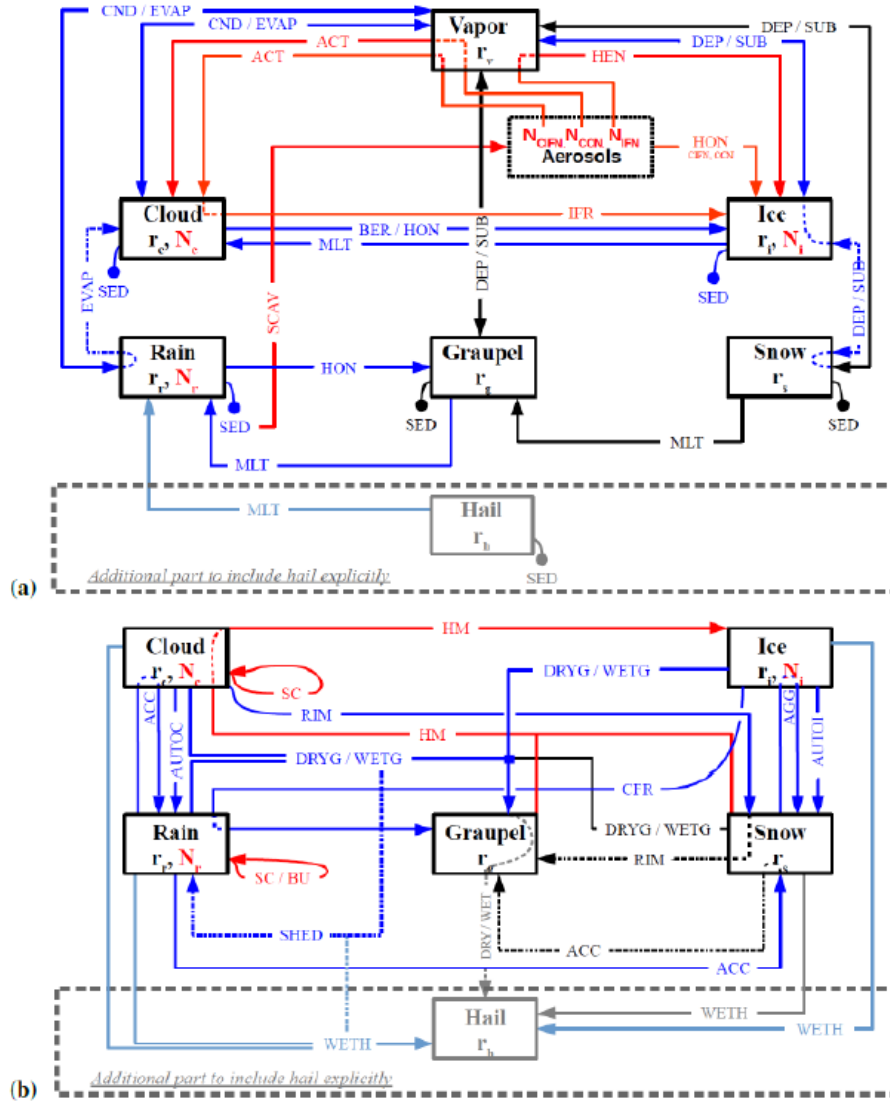 CND / EVAP
CND / EVAP
Vapor
r_v
DEP / SUB
DEP / SUB
ACT
HEN
ACT
N_CIFN, N_CCN, N_IFN
Aerosols
HON
CIFN, CCN
Cloud
r_c, N_c
IFR
BER / HON
MLT
Ice
r_i, N_i
DEP / SUB
SED
SED
EVAP
SCAV
DEP / SUB
Rain
r_r, N_r
HON
Graupel
r_g
Snow
r_s
SED
SED
SED
MLT
MLT
MLT
Hail
r_h
SED
Additional part to include hail explicitly
(a)
Cloud
r_c, N_c
HM
Ice
r_i, N_i
DRYG / WETG
SC
RIM
ACC
AUTOC
HM
AGG
AUTOI
DRYG / WETG
CFR
Rain
r_r, N_r
Graupel
r_g
DRYG / WETG
Snow
r_s
RIM
SC / BU
DRY / WET
SHED
ACC
ACC
Hail
r_h
WETH
WETH
WETH
Additional part to include hail explicitly
(b)